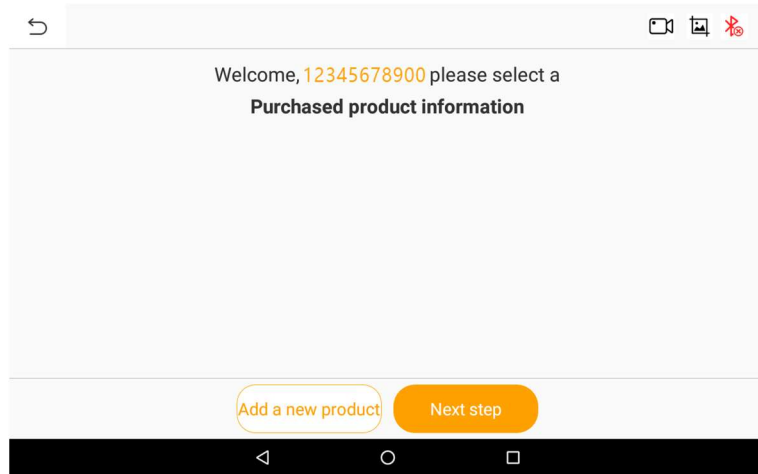 Welcome, 12345678900 please select a
Purchased product information
Add a new product
Next step